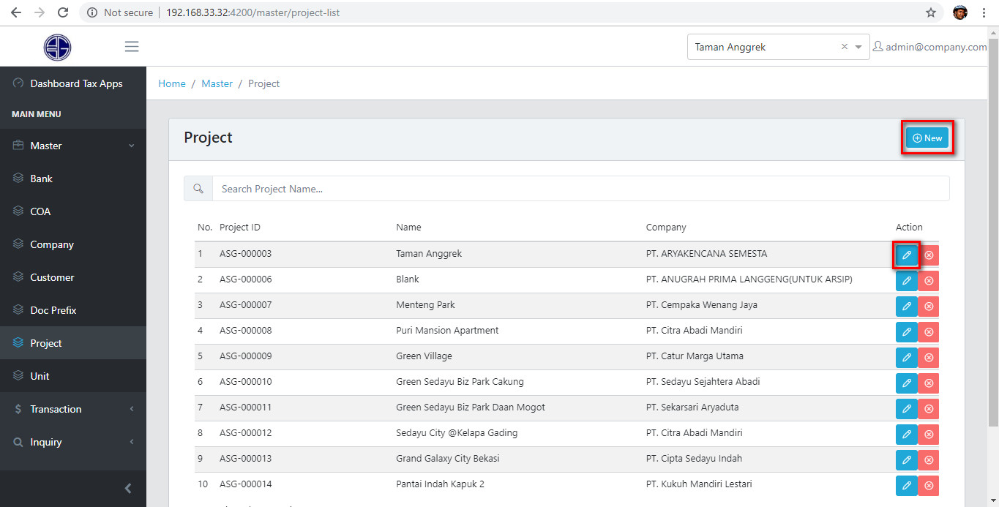 Not secure | 192.168.33.32:4200/master/project-list
Taman Anggrek
admin@company.com
Dashboard Tax Apps
MAIN MENU
Master
Bank
COA
Company
Customer
Doc Prefix
Project
Unit
Transaction
Inquiry
Home / Master / Project
Project
New
Search Project Name...
No. Project ID Name Company Action
1 ASG-000003 Taman Anggrek PT. ARYAKENCANA SEMESTA
2 ASG-000006 Blank PT. ANUGRAH PRIMA LANGGENG(UNTUK ARSIP)
3 ASG-000007 Menteng Park PT. Cempaka Wenang Jaya
4 ASG-000008 Puri Mansion Apartment PT. Citra Abadi Mandiri
5 ASG-000009 Green Village PT. Catur Marga Utama
6 ASG-000010 Green Sedayu Biz Park Cakung PT. Sedayu Sejahtera Abadi
7 ASG-000011 Green Sedayu Biz Park Daan Mogot PT. Sekarsari Aryaduta
8 ASG-000012 Sedayu City @Kelapa Gading PT. Citra Abadi Mandiri
9 ASG-000013 Grand Galaxy City Bekasi PT. Cipta Sedayu Indah
10 ASG-000014 Pantai Indah Kapuk 2 PT. Kukuh Mandiri Lestari